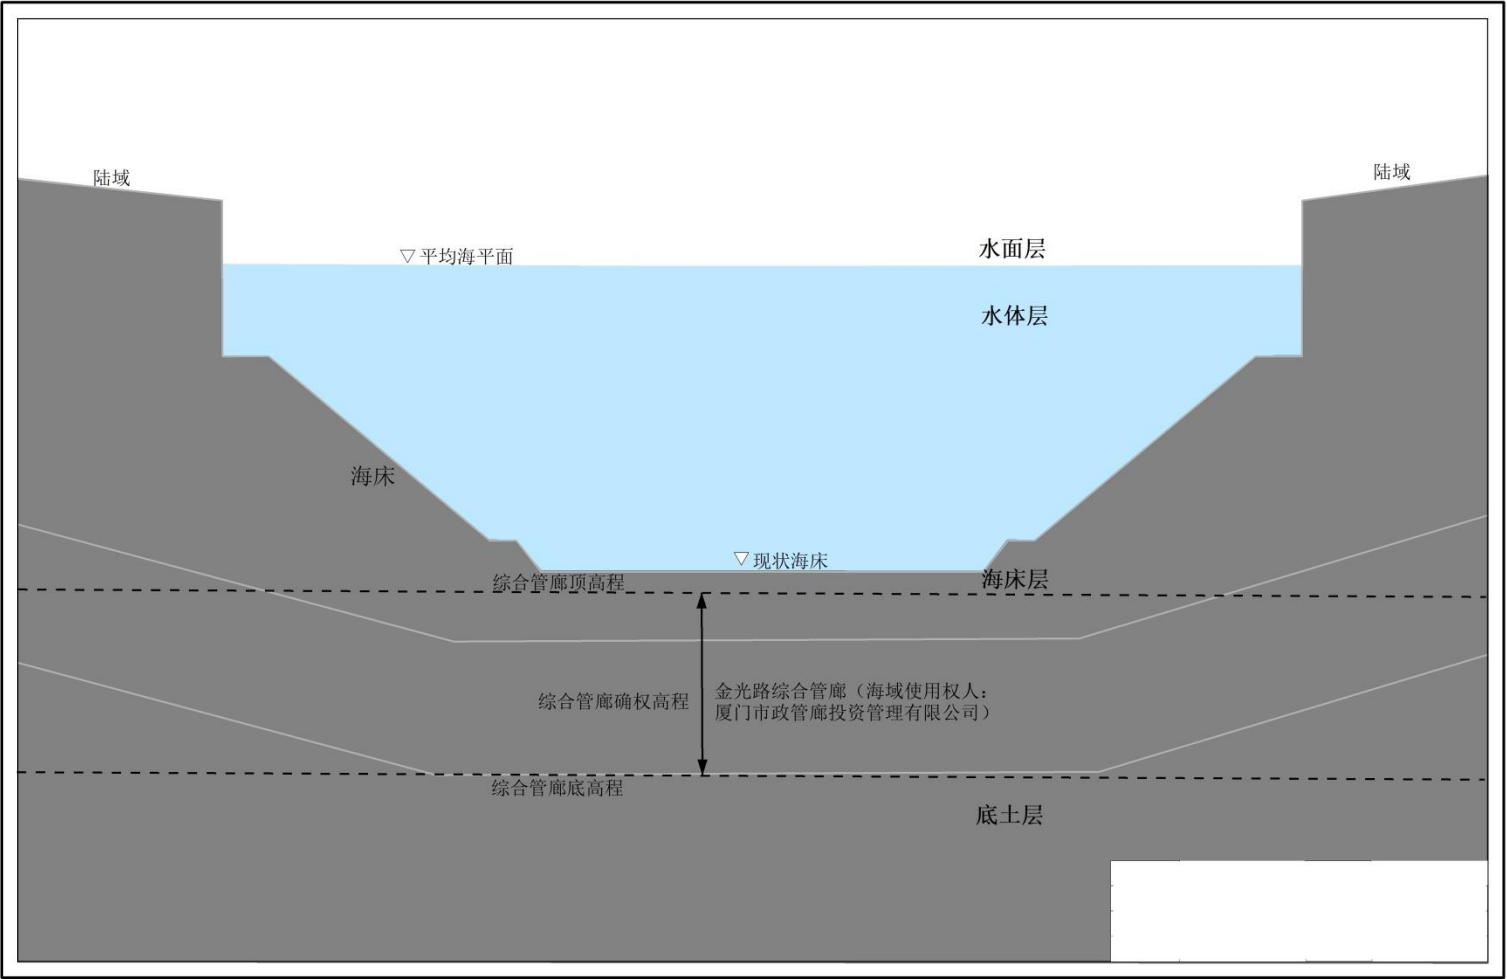 陆域
陆域
水面层
▽平均海平面
水体层
海床
▽现状海床
海床层
综合管廊顶高程
综合管廊确权高程
金光路综合管廊（海域使用权人：
厦门市政管廊投资管理有限公司）
综合管廊底高程
底土层